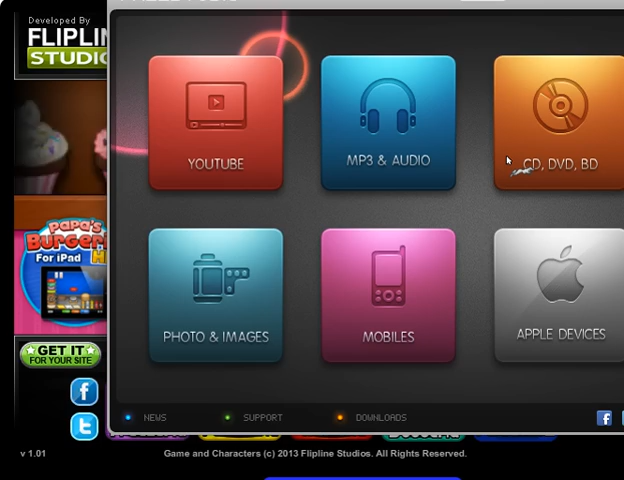 Developed By
FLIPLIN
STUDIO
YOUTUBE
MP3 & AUDIO
CD, DVD, BD
Papa's
Burger
For iPad
PHOTO & IMAGES
MOBILES
APPLE DEVICES
GET IT
FOR YOUR SITE
NEWS
SUPPORT
DOWNLOADS
v 1.01
Game and Characters (c) 2013 Flipline Studios. All Rights Reserved.